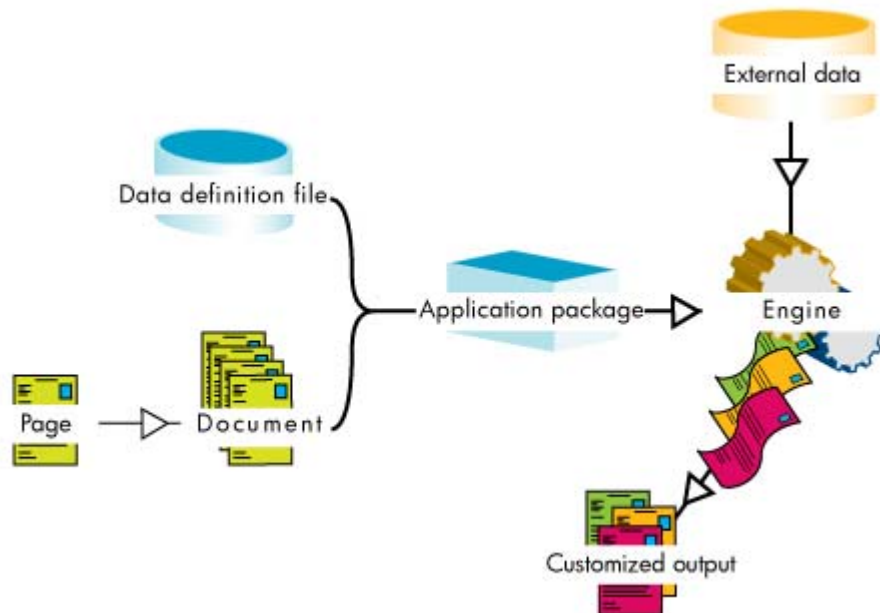 External data
Data definition file
Application package
Engine
Page
Document
Customized output